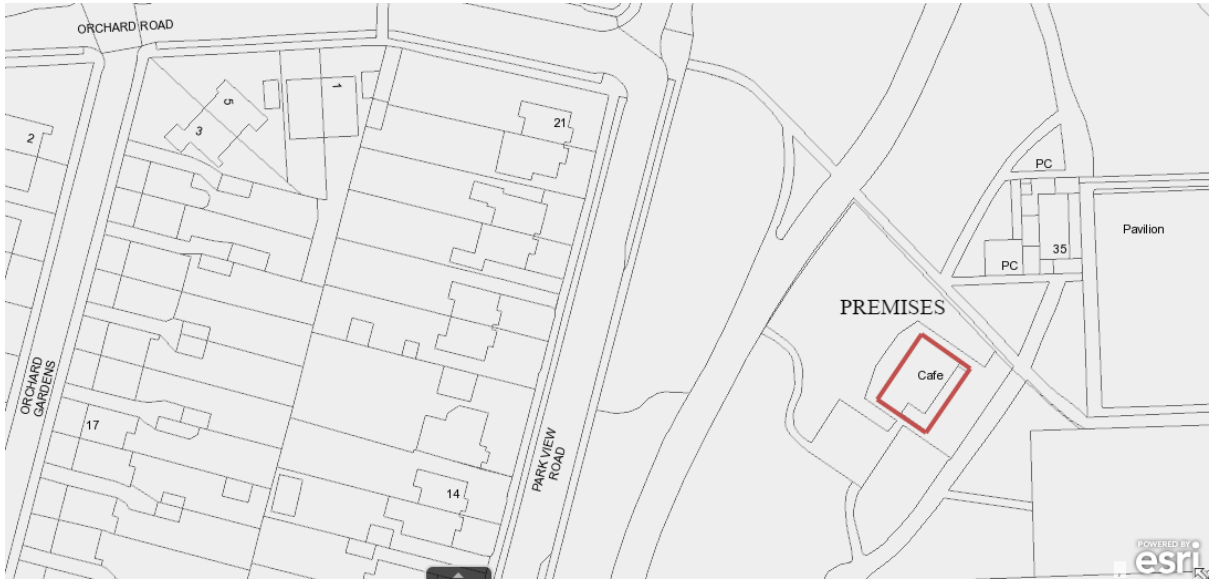 ORCHARD ROAD
5
3
1
2
21
PC
Pavilion
35
PC
PREMISES
Cafe
ORCHARD
GARDENS
17
PARK VIEW
ROAD
14
POWERED BY
esri